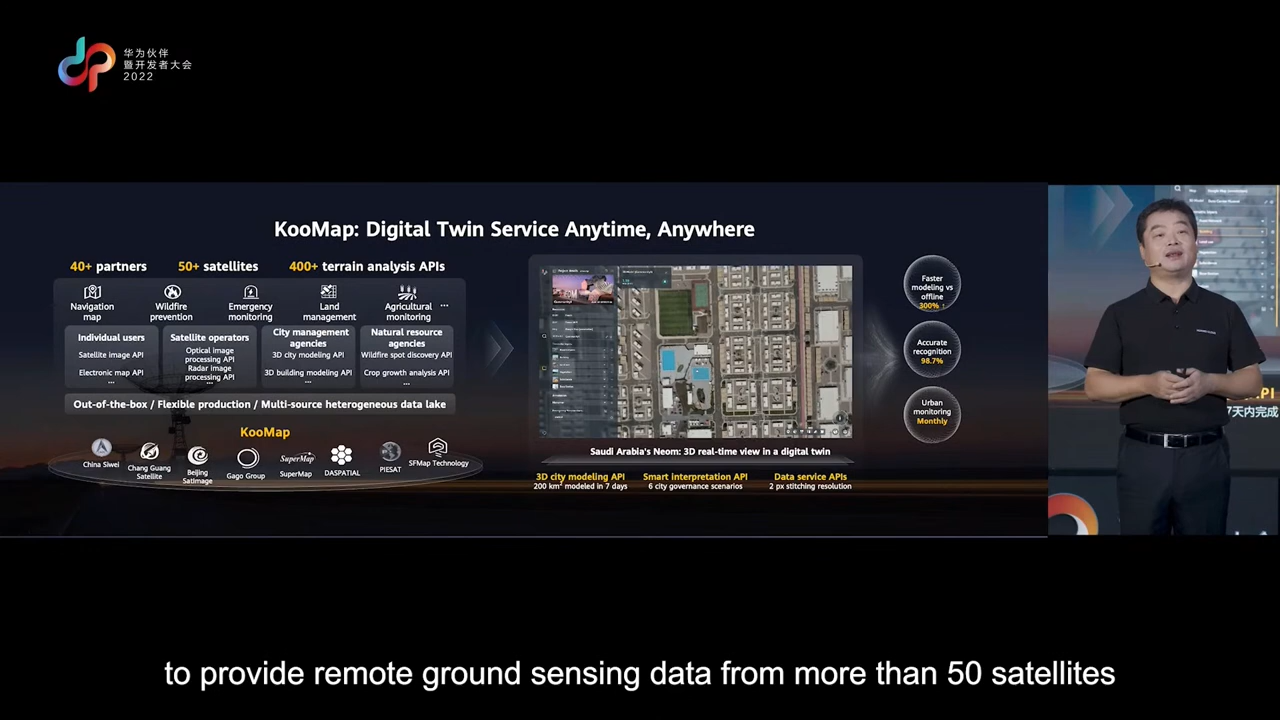 华为伙伴
暨开发者大会
2022
KooMap: Digital Twin Service Anytime, Anywhere
40+ partners
50+ satellites
400+ terrain analysis APIs
Navigation
map
Wildfire
prevention
Emergency
monitoring
Land
management
Agricultural
monitoring
...
Individual users
Satellite image API
Electronic map API
...
Satellite operators
Optical image
processing API
Radar image
processing API
...
City management
agencies
3D city modeling API
3D building modeling API
...
Natural resource
agencies
Wildfire spot discovery API
Crop growth analysis API
...
Out-of-the-box / Flexible production / Multi-source heterogeneous data lake
KooMap
China Siwei
Chang Guang
Satellite
Beijing
Satimage
Gago Group
SuperMap
SuperMap
DASPATIAL
PIESAT
SFMap Technology
Saudi Arabia's Neom: 3D real-time view in a digital twin
3D city modeling API
200 km² modeled in 7 days
Smart interpretation API
6 city governance scenarios
Data service APIs
2 px stitching resolution
Faster
modeling vs
offline
300% ↑
Accurate
recognition
98.7%
Urban
monitoring
Monthly
API
7天内完成
to provide remote ground sensing data from more than 50 satellites